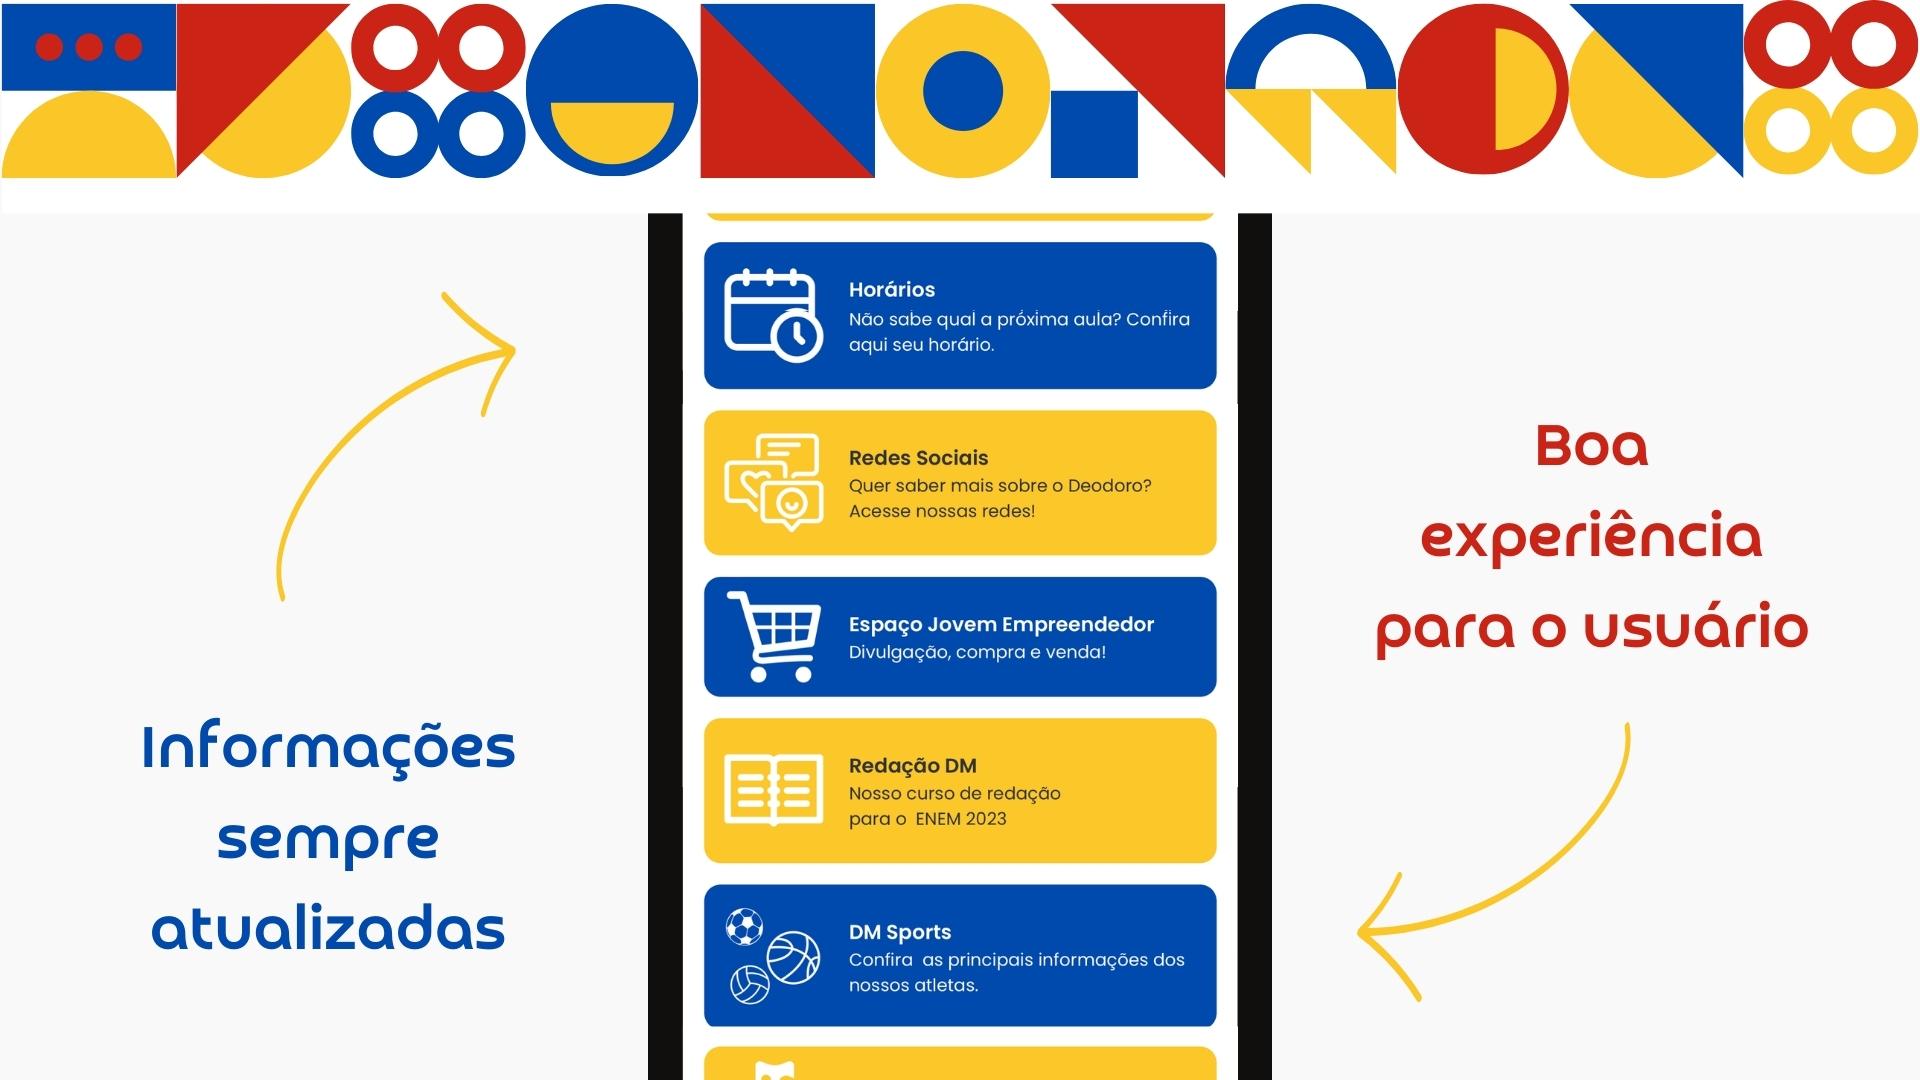 Informações
sempre
atualizadas
Horários
Não sabe qual a próxima aula? Confira
aqui seu horário.
Redes Sociais
Quer saber mais sobre o Deodoro?
Acesse nossas redes!
Espaço Jovem Empreendedor
Divulgação, compra e venda!
Redação DM
Nosso curso de redação
para o  ENEM 2023
DM Sports
Confira  as principais informações dos
nossos atletas.
Boa
experiência
para o usuário